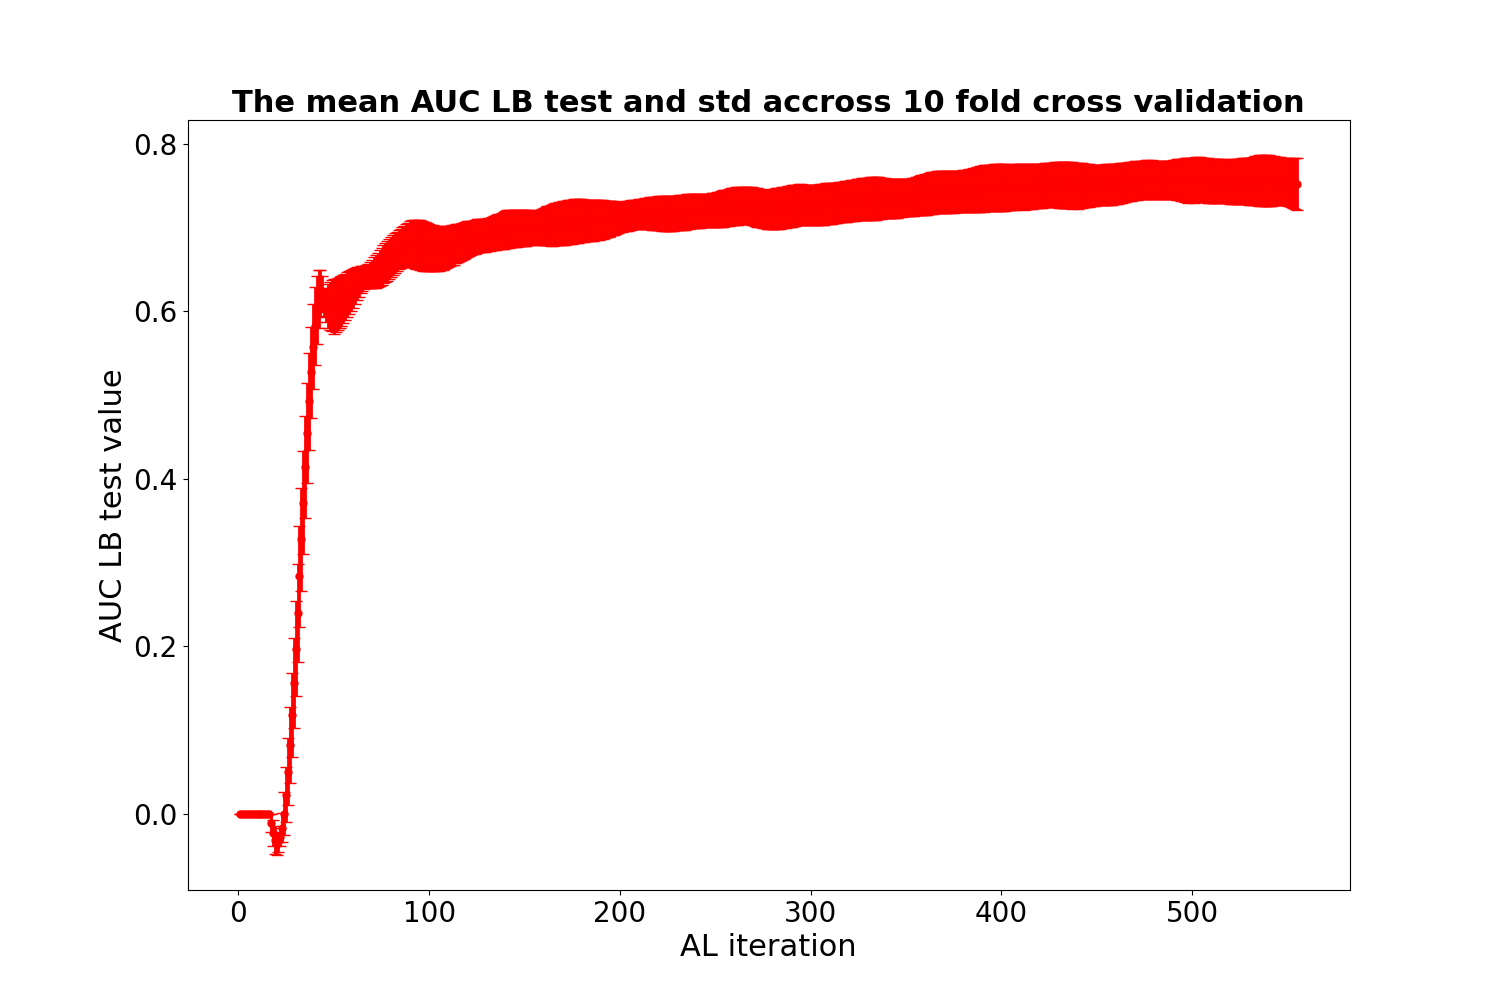 The mean AUC LB test and std accross 10 fold cross validation
0.8
0.6
0.4
0.2
0.0
AUC LB test value
0 100 200 300 400 500
AL iteration